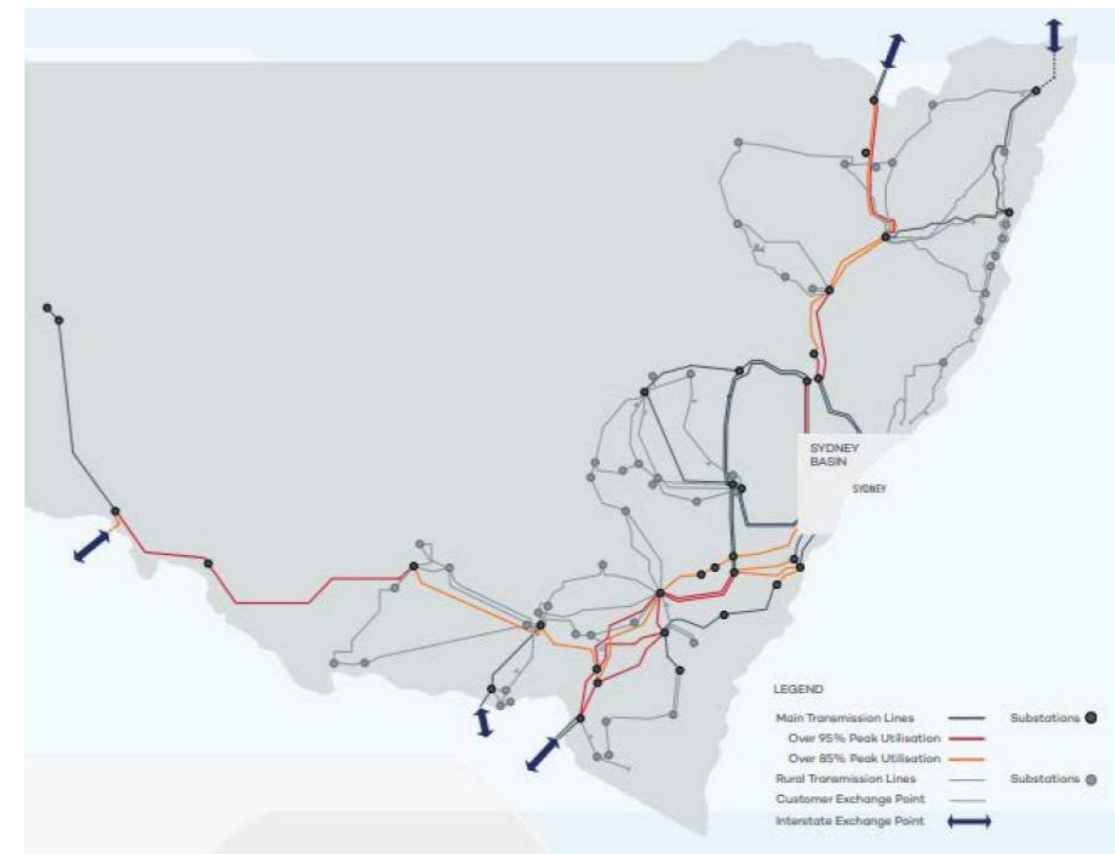 SYDNEY
BASIN
SYDNEY
LEGEND
Main Transmission Lines Substations
Over 95% Peak Utilisation
Over 85% Peak Utilisation
Rural Transmission Lines Substations
Customer Exchange Point
Interstate Exchange Point